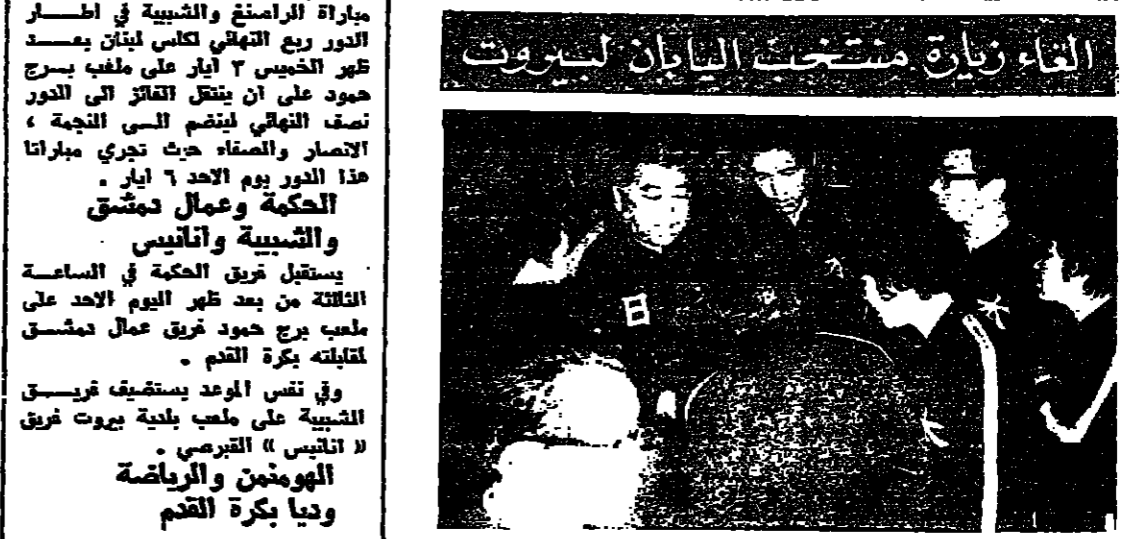 الغاء زيارة منتخب اليابان لبيروت
مباراة الراسنغ والشبيبة في اطار
الدور ربع النهائي لكاس لبنان بعد
ظهر الخميس ٣ ايار على ملعب برج
حمود على ان ينتقل الفائز الى الدور
نصف النهائي لينضم الى النجمة ،
الانصار والصفاء حيث تجري مباراتا
هذا الدور يوم الاحد ٦ ايار .
الحكمة وعمال دمشق
والشبيبة وانانيس
يستقبل فريق الحكمة في الساعة
الثالثة من بعد ظهر اليوم الاحد على
ملعب برج حمود فريق عمال دمشق
لمقابلته بكرة القدم .
وفي نفس الموعد يستضيف فريق
الشبيبة على ملعب بلدية بيروت فريق
« انانيس » القبرصي .
الهومنمن والرياضة
وديا بكرة القدم